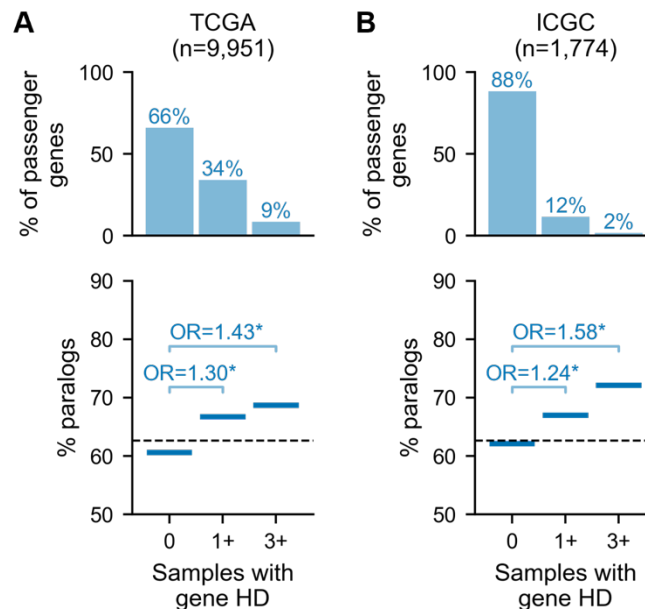 A
TCGA
(n=9,951)
% of passenger
genes
100
50
0
66%
34%
9%
% paralogs
90
80
70
60
50
OR=1.43*
OR=1.30*
0 1+ 3+
Samples with
gene HD
B
ICGC
(n=1,774)
% of passenger
genes
100
50
0
88%
12%
2%
% paralogs
90
80
70
60
50
OR=1.58*
OR=1.24*
0 1+ 3+
Samples with
gene HD